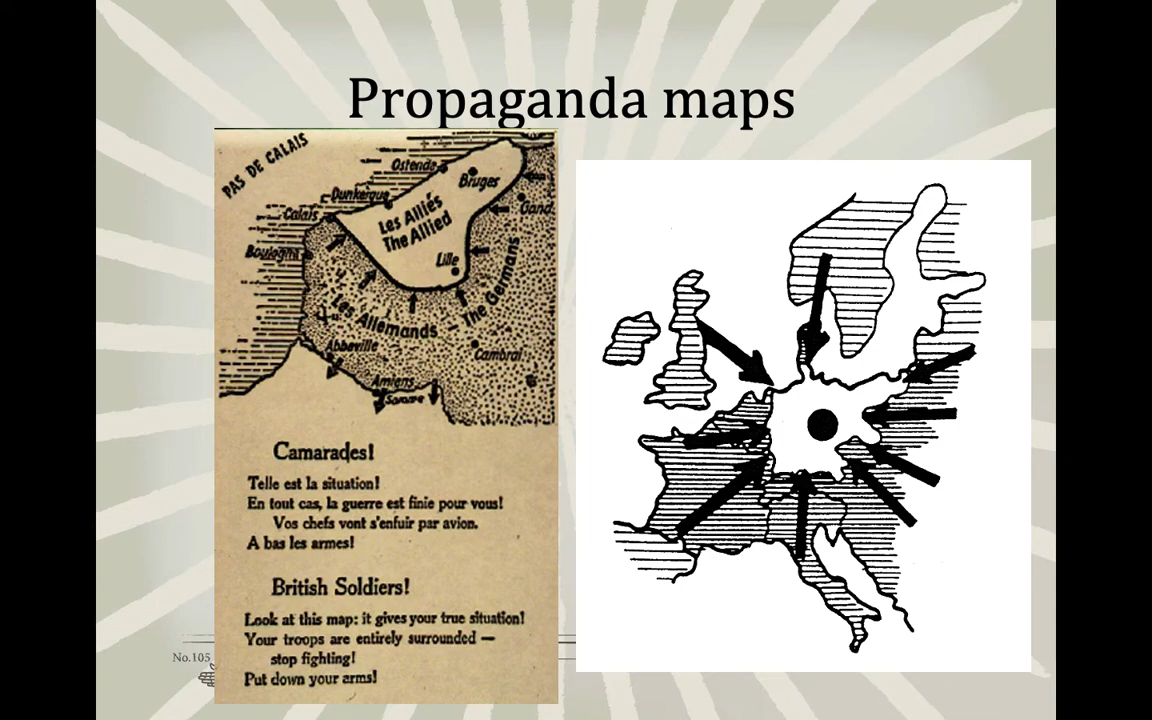 Propaganda maps
PAS DE CALAIS
Ostende
Bruges
Dunkerque
Gand
Calais
Les Alliés
The Allied
Boulogne
Lille
Les Allemands — The Germans
Abbeville
Cambrai
Amiens
Somme
Camarades!
Telle est la situation!
En tout cas, la guerre est finie pour vous!
Vos chefs vont s'enfuir par avion.
A bas les armes!
British Soldiers!
Look at this map: it gives your true situation!
Your troops are entirely surrounded —
stop fighting!
Put down your arms!
No.105